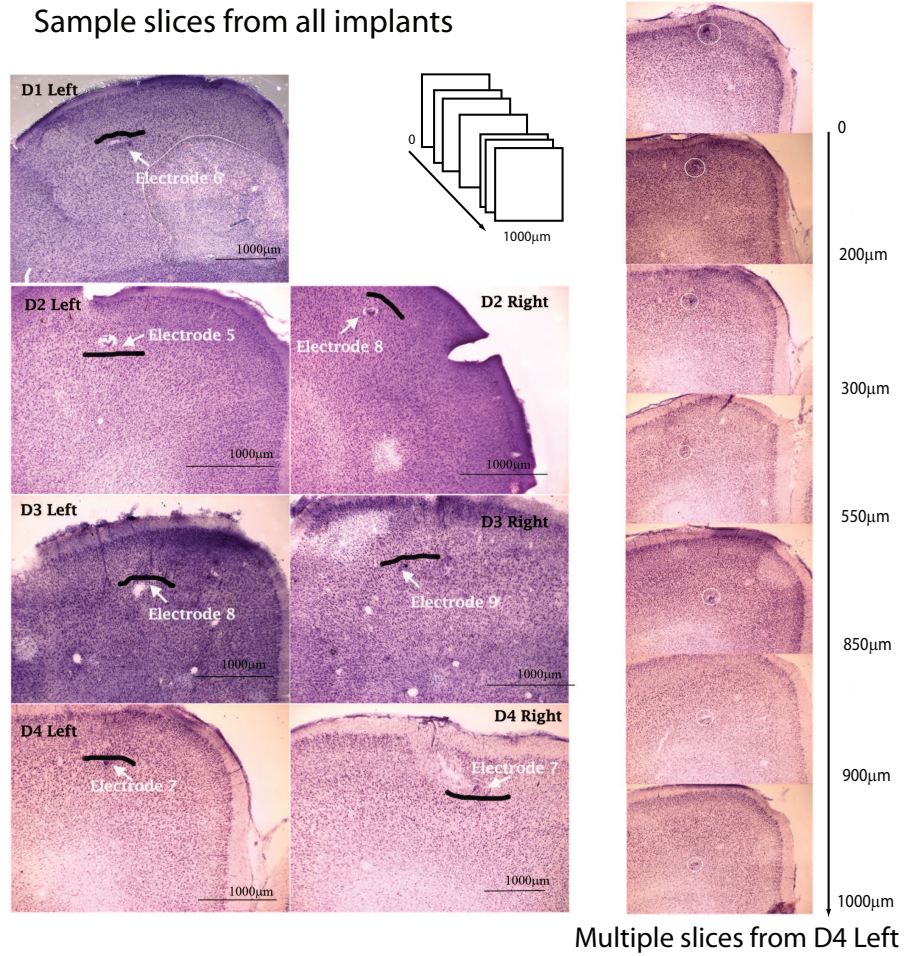 Sample slices from all implants
D1 Left
Electrode 6
1000μm
0
1000μm
D2 Left
Electrode 5
1000μm
D2 Right
Electrode 8
1000μm
D3 Left
Electrode 8
1000μm
D3 Right
Electrode 9
1000μm
D4 Left
Electrode 7
1000μm
D4 Right
Electrode 7
1000μm
0
200μm
300μm
550μm
850μm
900μm
1000μm
Multiple slices from D4 Left